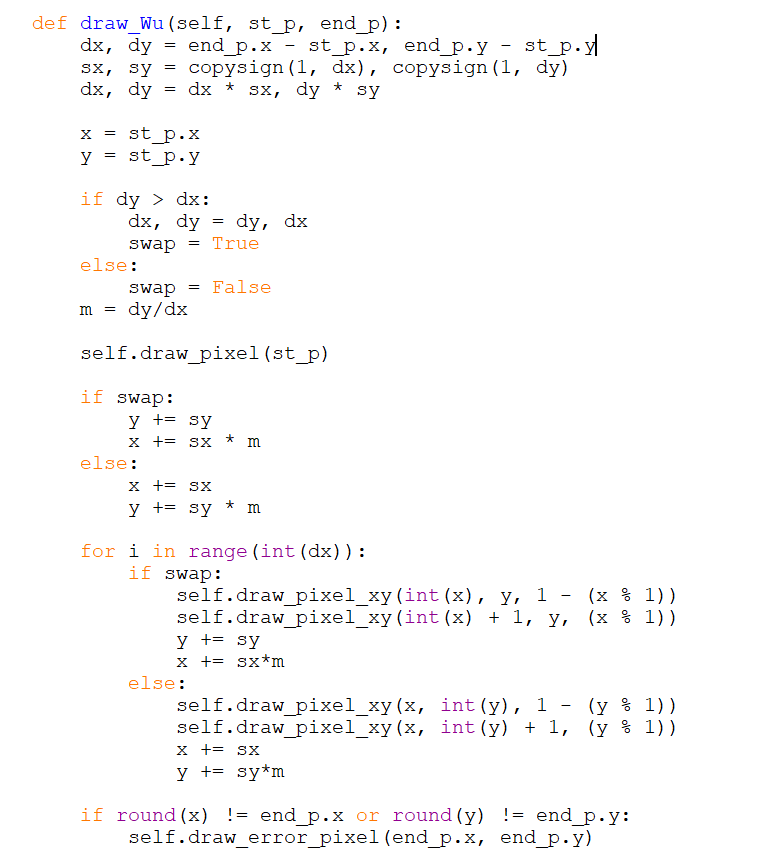 def draw_Wu(self, st_p, end_p):
    dx, dy = end_p.x - st_p.x, end_p.y - st_p.y
    sx, sy = copysign(1, dx), copysign(1, dy)
    dx, dy = dx * sx, dy * sy

    x = st_p.x
    y = st_p.y

    if dy > dx:
        dx, dy = dy, dx
        swap = True
    else:
        swap = False
    m = dy/dx

    self.draw_pixel(st_p)

    if swap:
        y += sy
        x += sx * m
    else:
        x += sx
        y += sy * m

    for i in range(int(dx)):
        if swap:
            self.draw_pixel_xy(int(x), y, 1 - (x % 1))
            self.draw_pixel_xy(int(x) + 1, y, (x % 1))
            y += sy
            x += sx*m
        else:
            self.draw_pixel_xy(x, int(y), 1 - (y % 1))
            self.draw_pixel_xy(x, int(y) + 1, (y % 1))
            x += sx
            y += sy*m

    if round(x) != end_p.x or round(y) != end_p.y:
        self.draw_error_pixel(end_p.x, end_p.y)